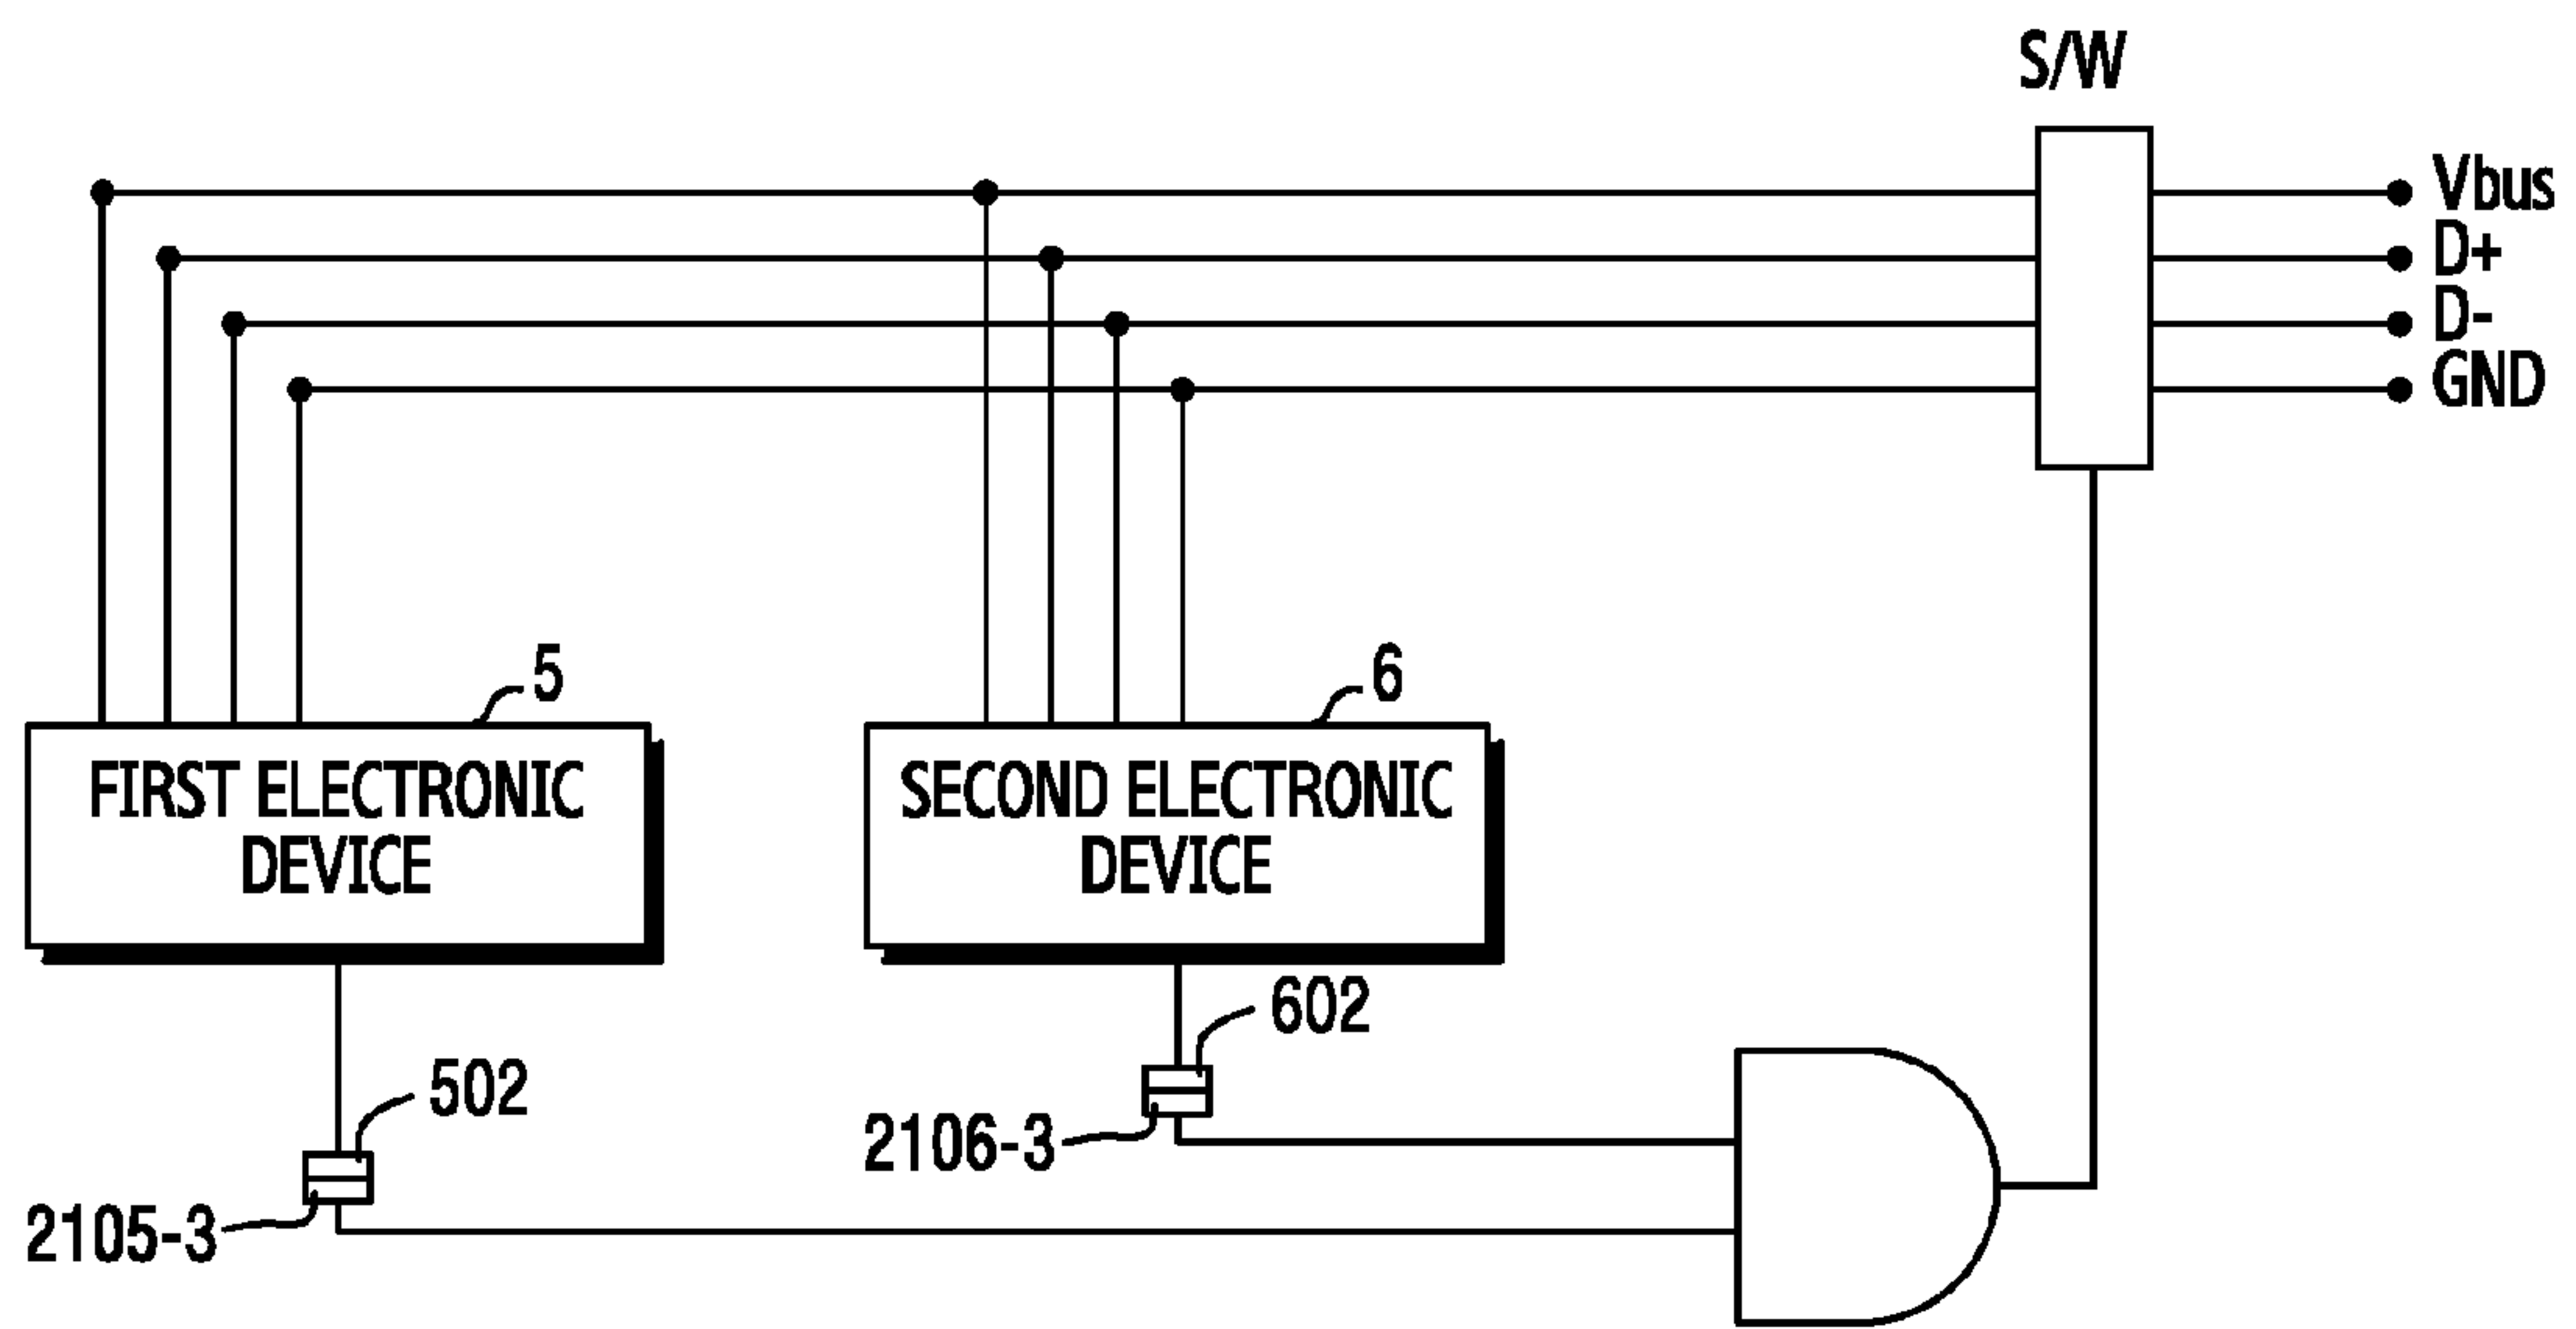 S/W
Vbus
D+
D-
GND
5
6
FIRST ELECTRONIC
DEVICE
SECOND ELECTRONIC
DEVICE
602
502
2106-3
2105-3